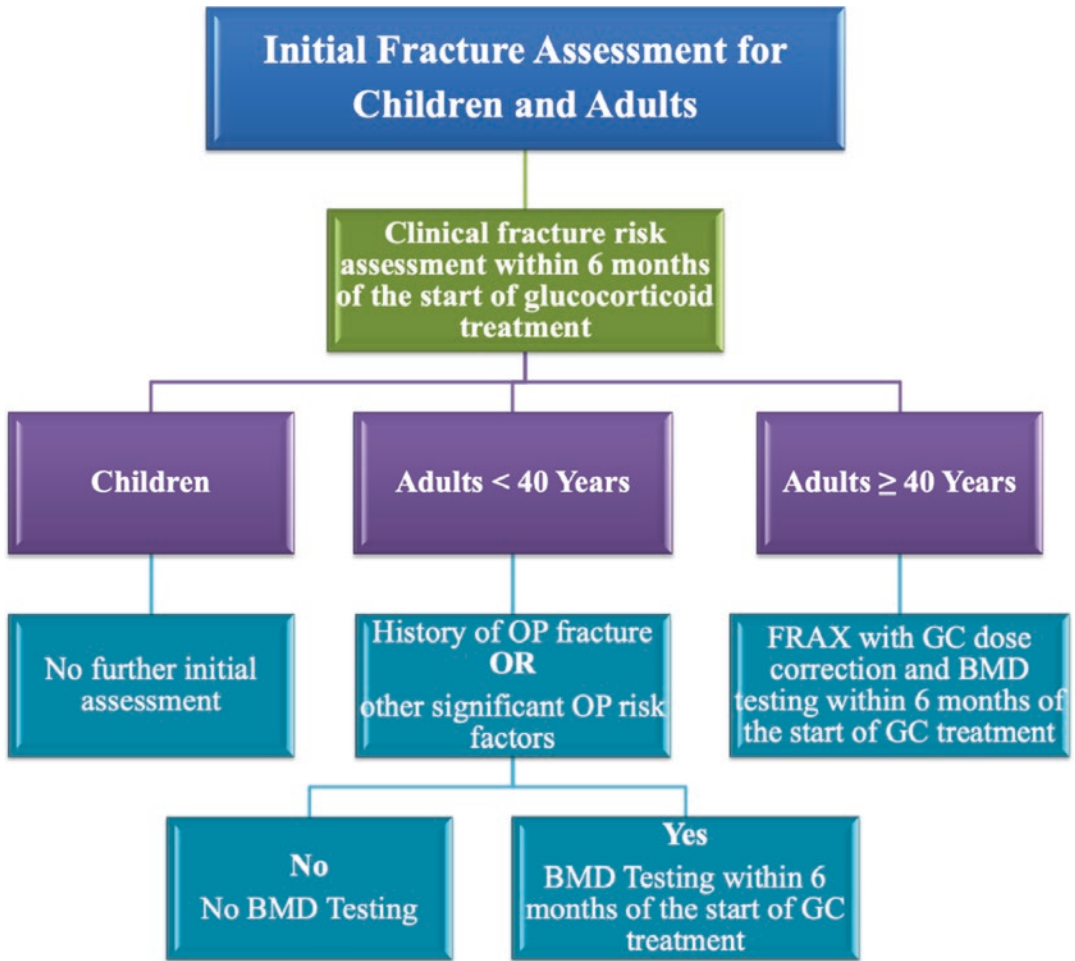 Initial Fracture Assessment for
Children and Adults
Clinical fracture risk
assessment within 6 months
of the start of glucocorticoid
treatment
Children
Adults < 40 Years
Adults ≥ 40 Years
No further initial
assessment
History of OP fracture
OR
other significant OP risk
factors
FRAX with GC dose
correction and BMD
testing within 6 months of
the start of GC treatment
No
No BMD Testing
Yes
BMD Testing within 6
months of the start of GC
treatment